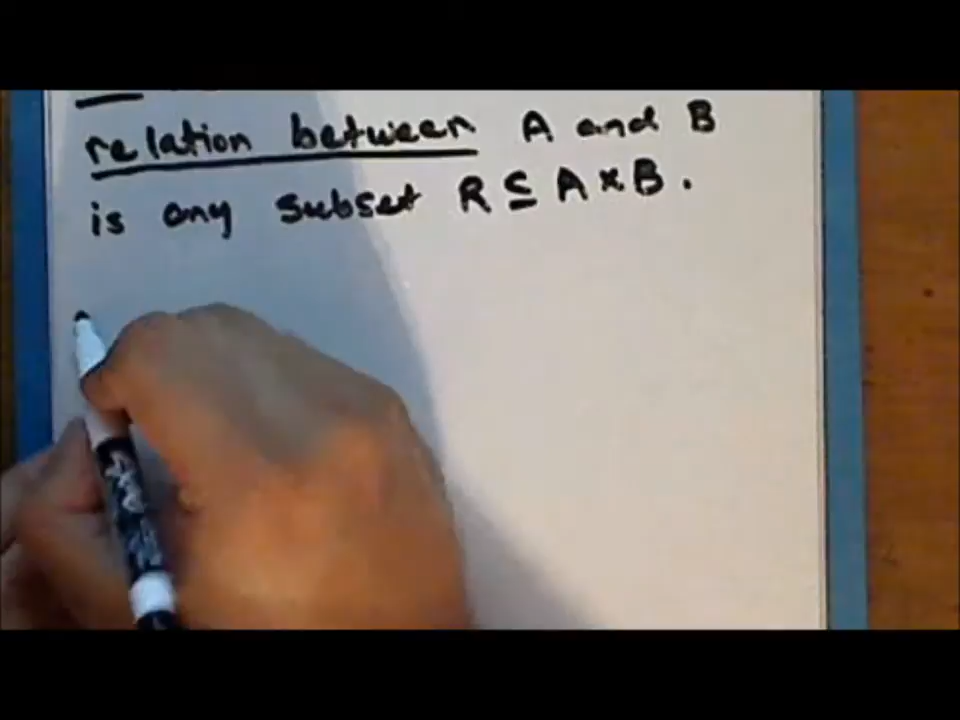 relation between A and B
is any subset R ⊆ A × B.